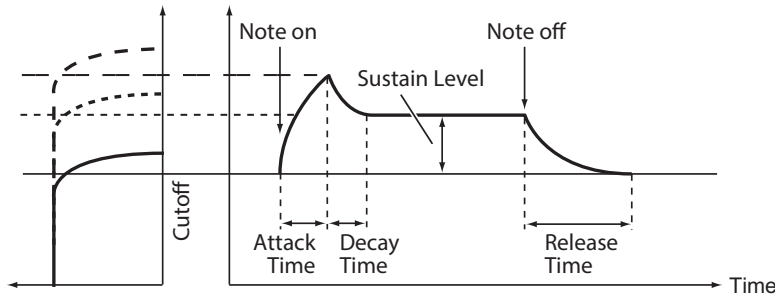 Note on
Note off
Sustain Level
Cutoff
Attack
Time
Decay
Time
Release
Time
Time